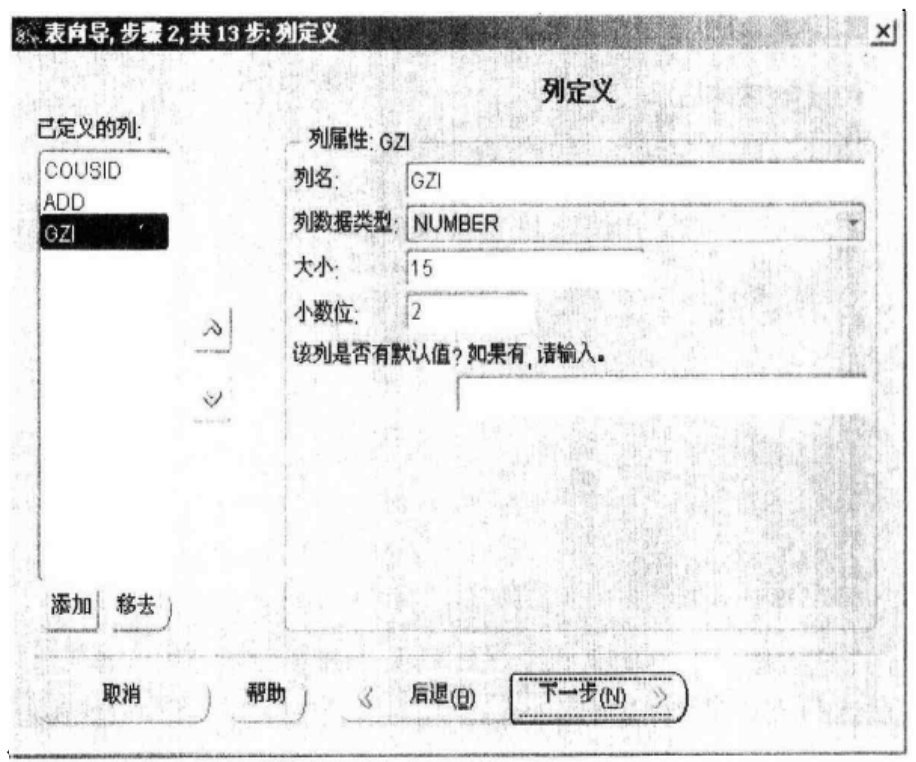 表向导, 步骤 2, 共 13 步: 列定义
列定义
已定义的列:
COUSID
ADD
GZI
列属性: GZI
列名: GZI
列数据类型: NUMBER
大小: 15
小数位: 2
该列是否有默认值? 如果有, 请输入。
添加 移去
取消 帮助 后退(B) 下一步(N)